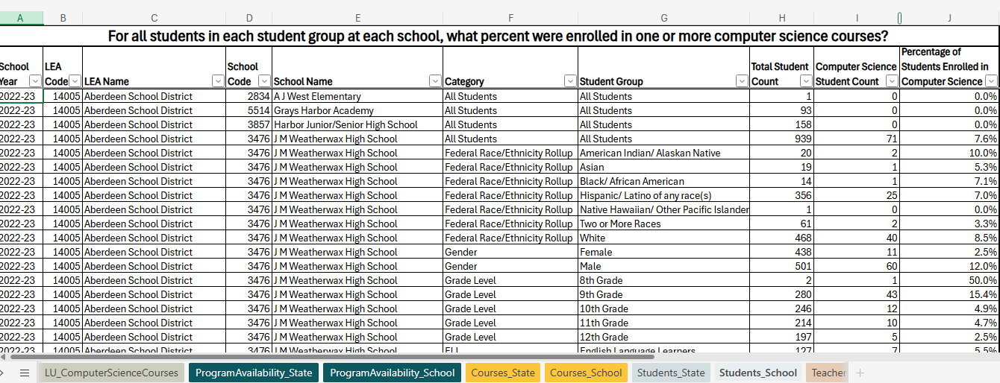 A B C D E F G H I J
For all students in each student group at each school, what percent were enrolled in one or more computer science courses?
School Year LEA Code LEA Name School Code School Name Category Student Group Total Student Count Computer Science Student Count Percentage of Students Enrolled in Computer Science
2022-23 14005 Aberdeen School District 2834 A J West Elementary All Students All Students 1 0 0.0%
2022-23 14005 Aberdeen School District 5514 Grays Harbor Academy All Students All Students 93 0 0.0%
2022-23 14005 Aberdeen School District 3857 Harbor Junior/Senior High School All Students All Students 158 0 0.0%
2022-23 14005 Aberdeen School District 3476 J M Weatherwax High School All Students All Students 939 71 7.6%
2022-23 14005 Aberdeen School District 3476 J M Weatherwax High School Federal Race/Ethnicity Rollup American Indian/ Alaskan Native 20 2 10.0%
2022-23 14005 Aberdeen School District 3476 J M Weatherwax High School Federal Race/Ethnicity Rollup Asian 19 1 5.3%
2022-23 14005 Aberdeen School District 3476 J M Weatherwax High School Federal Race/Ethnicity Rollup Black/ African American 14 1 7.1%
2022-23 14005 Aberdeen School District 3476 J M Weatherwax High School Federal Race/Ethnicity Rollup Hispanic/ Latino of any race(s) 356 25 7.0%
2022-23 14005 Aberdeen School District 3476 J M Weatherwax High School Federal Race/Ethnicity Rollup Native Hawaiian/ Other Pacific Islander 1 0 0.0%
2022-23 14005 Aberdeen School District 3476 J M Weatherwax High School Federal Race/Ethnicity Rollup Two or More Races 61 2 3.3%
2022-23 14005 Aberdeen School District 3476 J M Weatherwax High School Federal Race/Ethnicity Rollup White 468 40 8.5%
2022-23 14005 Aberdeen School District 3476 J M Weatherwax High School Gender Female 438 11 2.5%
2022-23 14005 Aberdeen School District 3476 J M Weatherwax High School Gender Male 501 60 12.0%
2022-23 14005 Aberdeen School District 3476 J M Weatherwax High School Grade Level 8th Grade 2 1 50.0%
2022-23 14005 Aberdeen School District 3476 J M Weatherwax High School Grade Level 9th Grade 280 43 15.4%
2022-23 14005 Aberdeen School District 3476 J M Weatherwax High School Grade Level 10th Grade 246 12 4.9%
2022-23 14005 Aberdeen School District 3476 J M Weatherwax High School Grade Level 11th Grade 214 10 4.7%
2022-23 14005 Aberdeen School District 3476 J M Weatherwax High School Grade Level 12th Grade 197 5 2.5%
2022-23 14005 Aberdeen School District 3476 J M Weatherwax High School ELL English Language Learners 127 7 5.5%
LU_ComputerScienceCourses ProgramAvailability_State ProgramAvailability_School Courses_State Courses_School Students_State Students_School Teacher